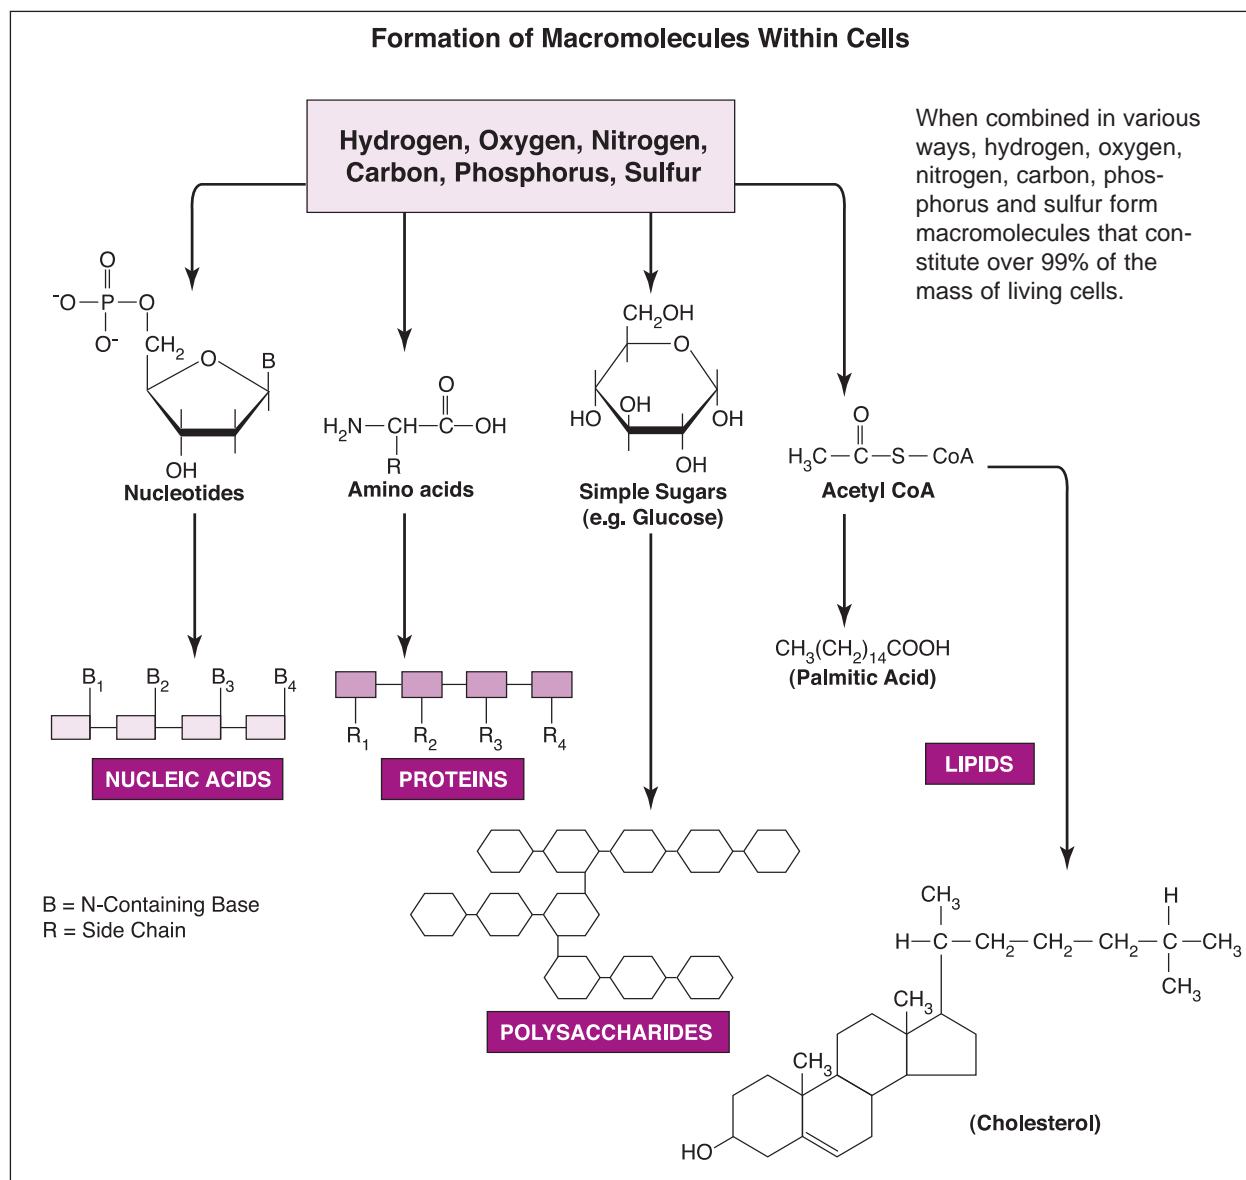 Formation of Macromolecules Within Cells
Hydrogen, Oxygen, Nitrogen,
Carbon, Phosphorus, Sulfur
When combined in various
ways, hydrogen, oxygen,
nitrogen, carbon, phos-
phorus and sulfur form
macromolecules that con-
stitute over 99% of the
mass of living cells.
O
⁻O P O
O⁻ CH₂ O B
OH
Nucleotides
O
H₂N CH C OH
R
Amino acids
CH₂OH
O
OH
OH OH
OH
Simple Sugars
(e.g. Glucose)
O
H₃C C S CoA
Acetyl CoA
CH₃(CH₂)₁₄COOH
(Palmitic Acid)
B₁ B₂ B₃ B₄
NUCLEIC ACIDS
R₁ R₂ R₃ R₄
PROTEINS
LIPIDS
POLYSACCHARIDES
B = N-Containing Base
R = Side Chain
CH₃ H
H C CH₂ CH₂ CH₂ C CH₃
CH₃
CH₃
CH₃
HO
(Cholesterol)